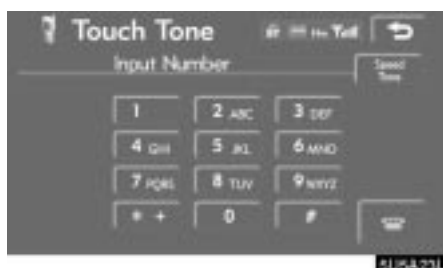 Touch Tone
Input Number
Speed Tone
1 2 ABC 3 DEF
4 GHI 5 JKL 6 MNO
7 PQRS 8 TUV 9 WXYZ
* + 0 #